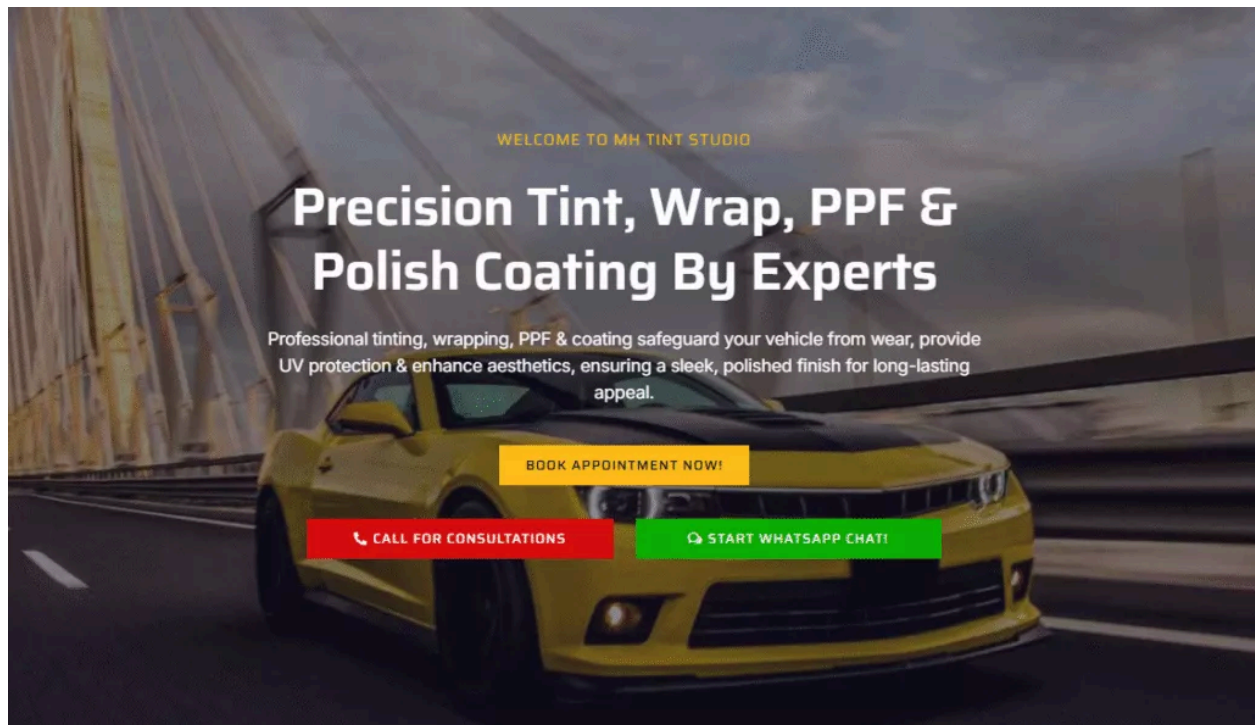 WELCOME TO MH TINT STUDIO
Precision Tint, Wrap, PPF &
Polish Coating By Experts
Professional tinting, wrapping, PPF & coating safeguard your vehicle from wear, provide
UV protection & enhance aesthetics, ensuring a sleek, polished finish for long-lasting
appeal.
BOOK APPOINTMENT NOW!
CALL FOR CONSULTATIONS
START WHATSAPP CHAT!